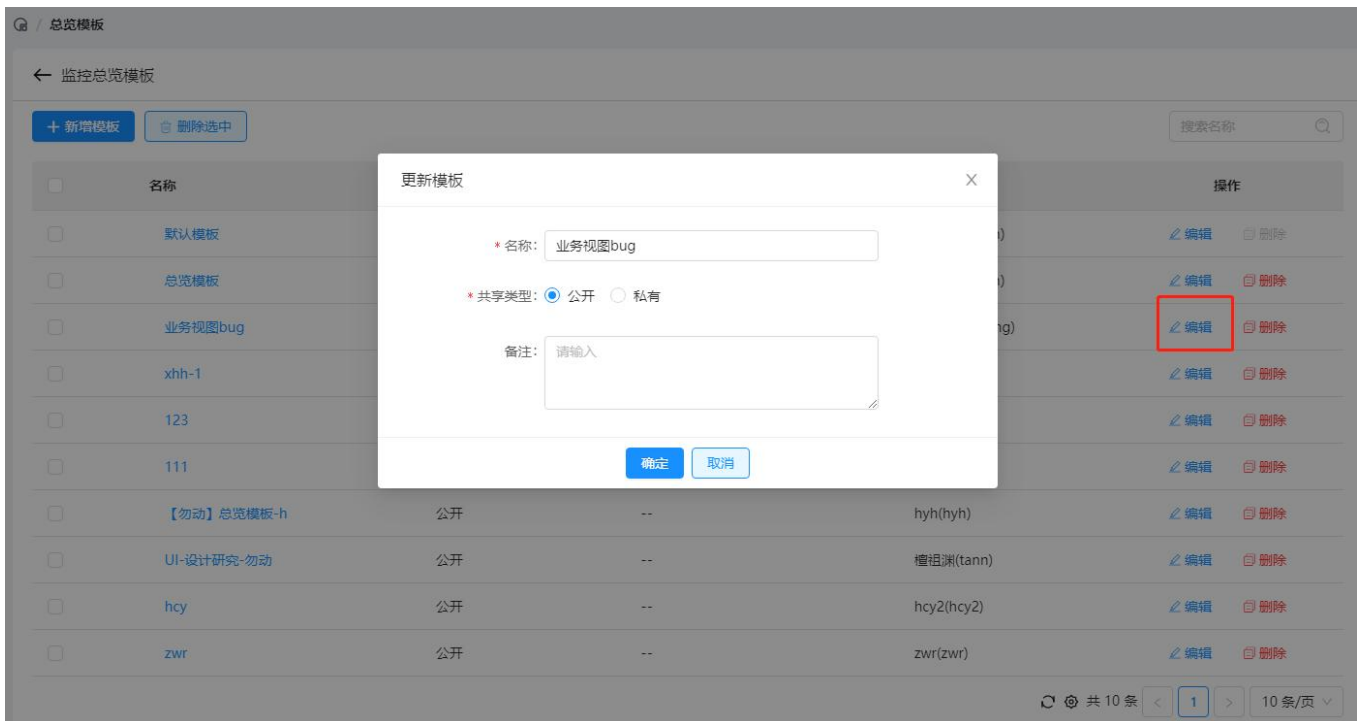 / 总览模板
← 监控总览模板
+ 新增模板 删除选中 搜索名称
名称 操作
更新模板 X
默认模板 n) 编辑 删除
* 名称: 业务视图bug
总览模板 ) 编辑 删除
* 共享类型: 公开 私有
业务视图bug ng) 编辑 删除
备注: 请输入
xhh-1 编辑 删除
123 编辑 删除
111 编辑 删除
确定 取消
【勿动】总览模板-h 公开 -- hyh(hyh) 编辑 删除
UI-设计研究-勿动 公开 -- 檀祖渊(tann) 编辑 删除
hcy 公开 -- hcy2(hcy2) 编辑 删除
zwr 公开 -- zwr(zwr) 编辑 删除
共 10 条 < 1 > 10 条/页